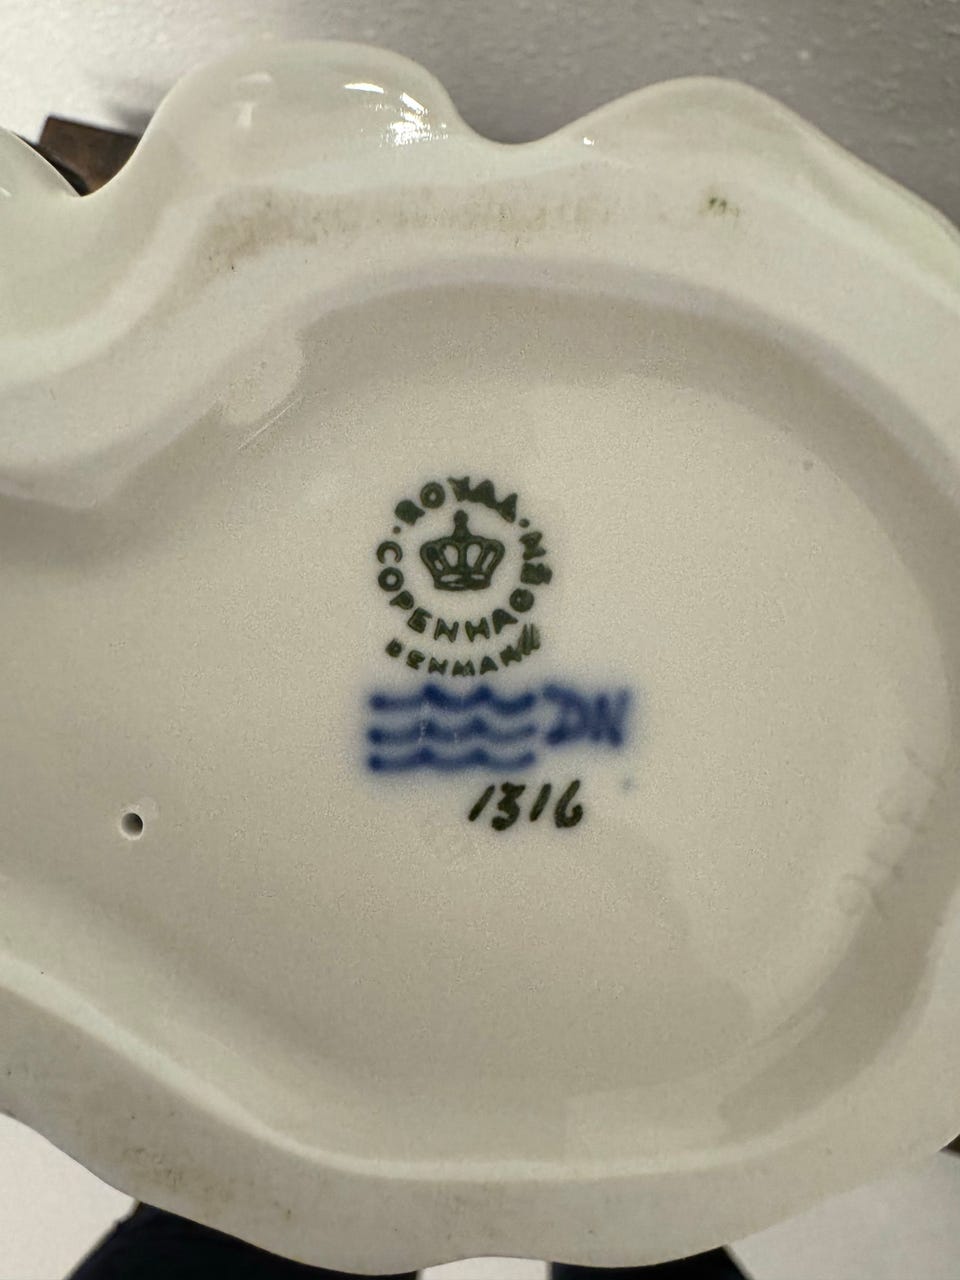 ROYAL
COPENHAGEN
DENMARK
DN
1316